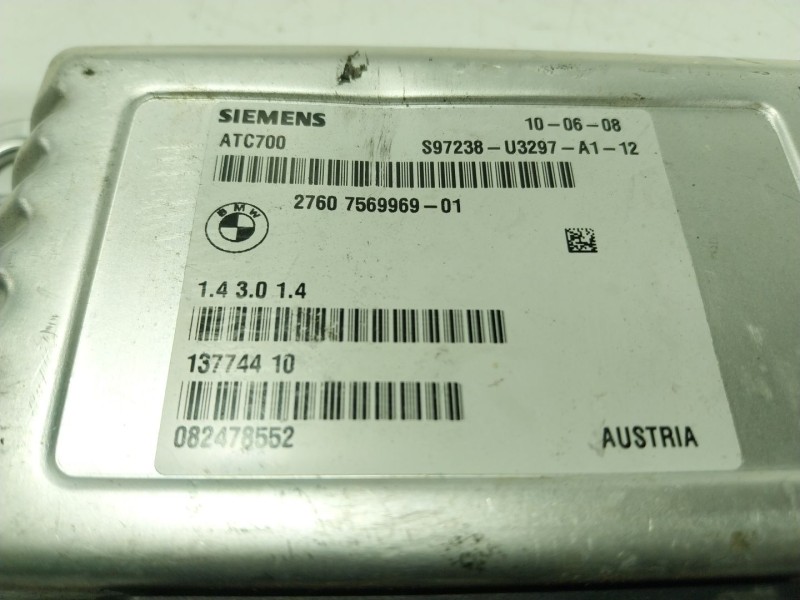 SIEMENS 10-06-08
ATC700 S97238-U3297-A1-12
2760 7569969-01
BMW
1.4 3.0 1.4
137744 10
082478552 AUSTRIA